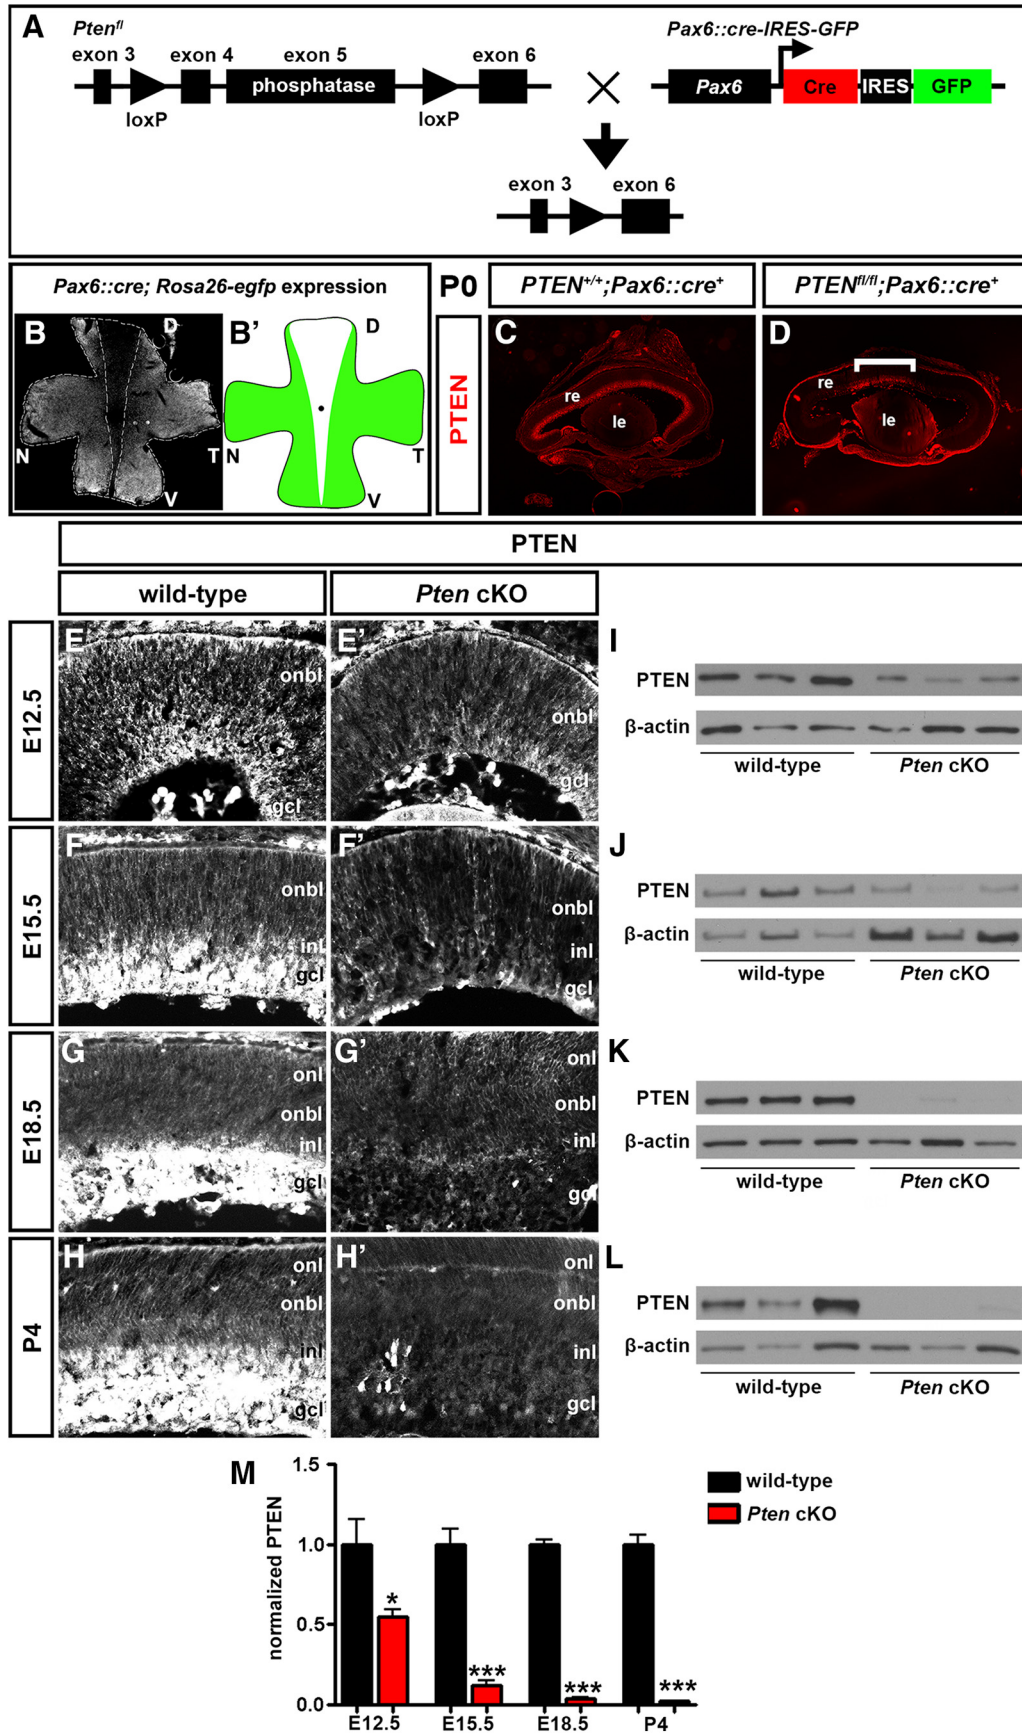 A
Pten^fl
Pax6::cre-IRES-GFP
exon 3 exon 4 exon 5 exon 6
phosphatase
loxP loxP
Pax6 Cre IRES GFP
exon 3 exon 6
Pax6::cre; Rosa26-egfp expression
B D N T V
B' D N T V
P0
PTEN^+/+;Pax6::cre^+
PTEN^fl/fl;Pax6::cre^+
PTEN
C re le
D re le
PTEN
wild-type Pten cKO
E12.5
E onbl gcl
E' onbl gcl
I
PTEN
β-actin
wild-type Pten cKO
E15.5
F onbl inl gcl
F' onbl inl gcl
J
PTEN
β-actin
wild-type Pten cKO
E18.5
G onl onbl inl gcl
G' onl onbl inl gcl
K
PTEN
β-actin
wild-type Pten cKO
P4
H onl onbl inl gcl
H' onl onbl inl gcl
L
PTEN
β-actin
wild-type Pten cKO
M
normalized PTEN
1.5
1.0
0.5
0.0
* *** *** ***
E12.5 E15.5 E18.5 P4
wild-type
Pten cKO